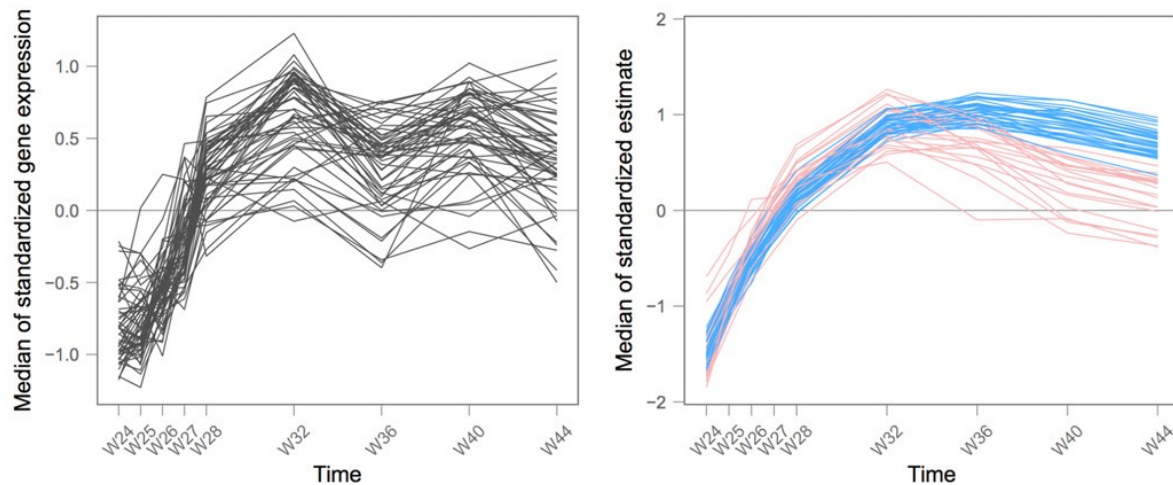 Median of standardized gene expression
1.0
0.5
0.0
−0.5
−1.0
W24
W25
W26
W27
W28
W32
W36
W40
W44
Time
Median of standardized estimate
2
1
0
−1
−2
W24
W25
W26
W27
W28
W32
W36
W40
W44
Time